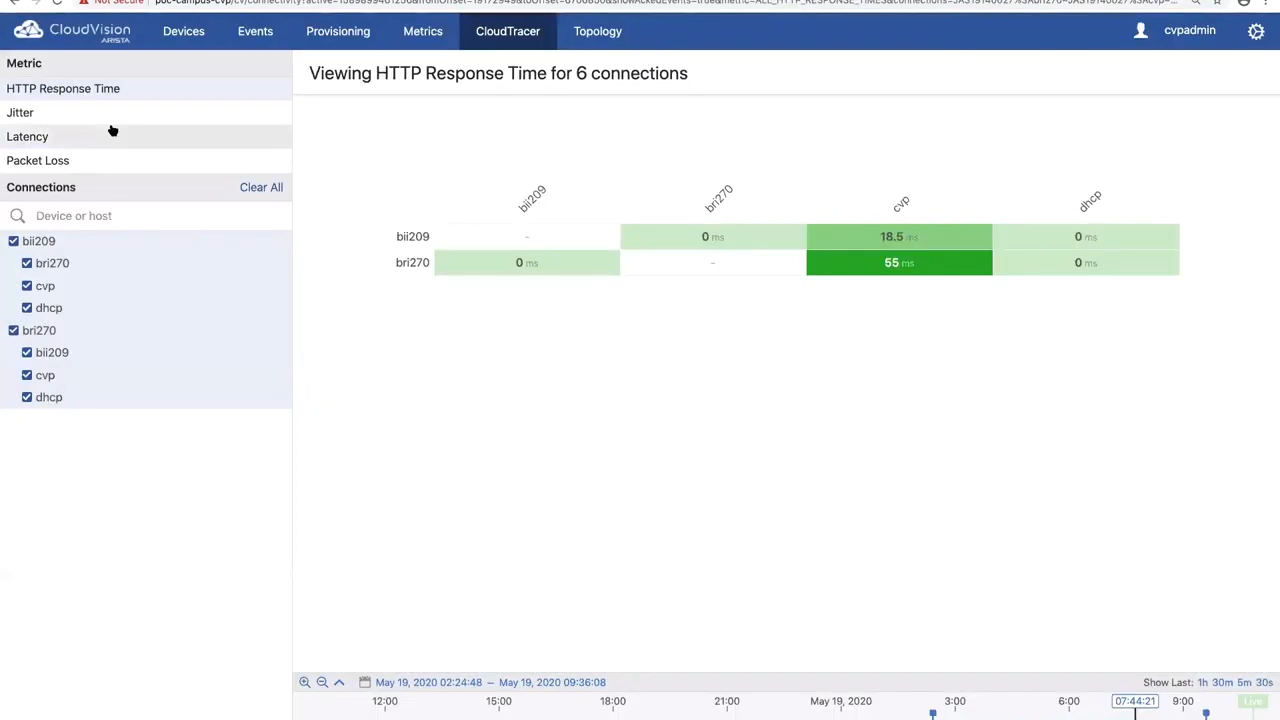 Not Secure
CloudVision
ARISTA
Devices
Events
Provisioning
Metrics
CloudTracer
Topology
cvpadmin
Metric
HTTP Response Time
Jitter
Latency
Packet Loss
Connections
Clear All
Device or host
bii209
bri270
cvp
dhcp
bri270
bii209
cvp
dhcp
Viewing HTTP Response Time for 6 connections
bii209 bri270 cvp dhcp
bii209 - 0 ms 18.5 ms 0 ms
bri270 0 ms - 55 ms 0 ms
May 19, 2020 02:24:48 – May 19, 2020 09:36:08
Show Last: 1h 30m 5m 30s
12:00 15:00 18:00 21:00 May 19, 2020 3:00 6:00 07:44:21 9:00 Live